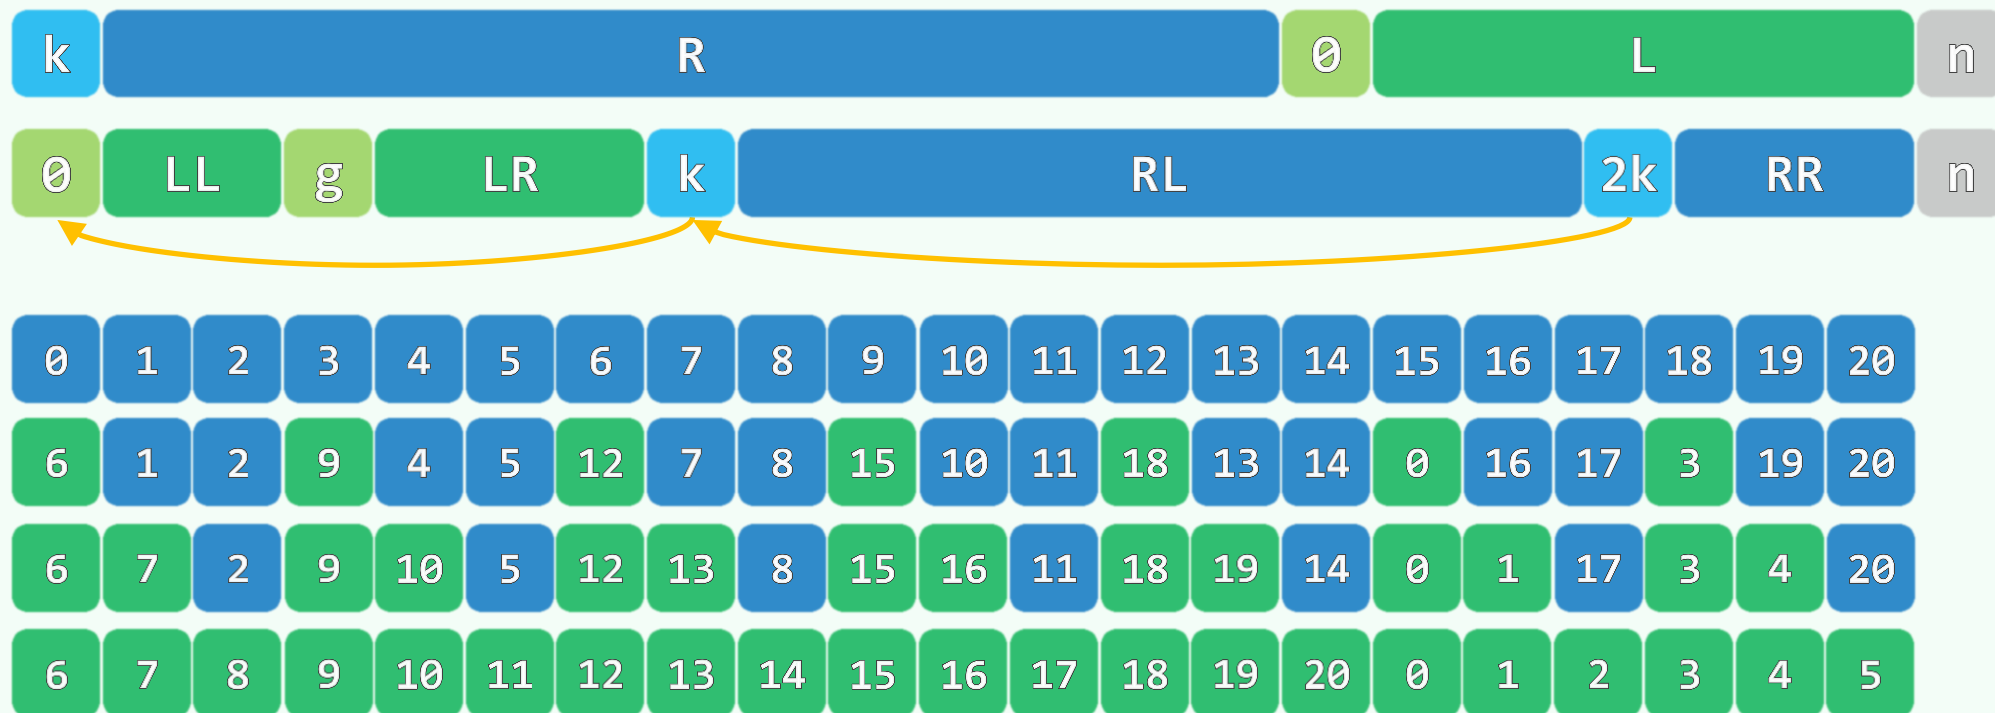 k R 0 L n
0 LL g LR k RL 2k RR n
0 1 2 3 4 5 6 7 8 9 10 11 12 13 14 15 16 17 18 19 20
6 1 2 9 4 5 12 7 8 15 10 11 18 13 14 0 16 17 3 19 20
6 7 2 9 10 5 12 13 8 15 16 11 18 19 14 0 1 17 3 4 20
6 7 8 9 10 11 12 13 14 15 16 17 18 19 20 0 1 2 3 4 5